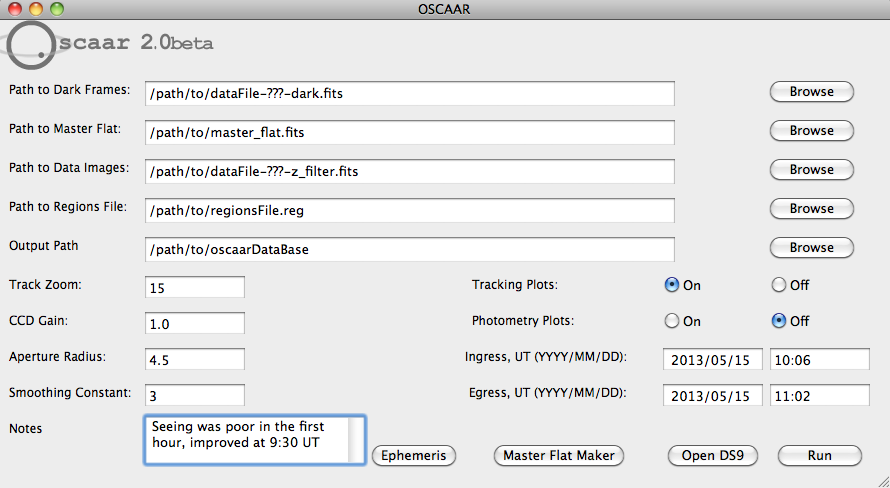 OSCAAR
Oscaar 2.0beta
Path to Dark Frames: /path/to/dataFile-???-dark.fits Browse
Path to Master Flat: /path/to/master_flat.fits Browse
Path to Data Images: /path/to/dataFile-???-z_filter.fits Browse
Path to Regions File: /path/to/regionsFile.reg Browse
Output Path /path/to/oscaarDataBase Browse
Track Zoom: 15 Tracking Plots: On Off
CCD Gain: 1.0 Photometry Plots: On Off
Aperture Radius: 4.5 Ingress, UT (YYYY/MM/DD): 2013/05/15 10:06
Smoothing Constant: 3 Egress, UT (YYYY/MM/DD): 2013/05/15 11:02
Notes Seeing was poor in the first
hour, improved at 9:30 UT
Ephemeris Master Flat Maker Open DS9 Run